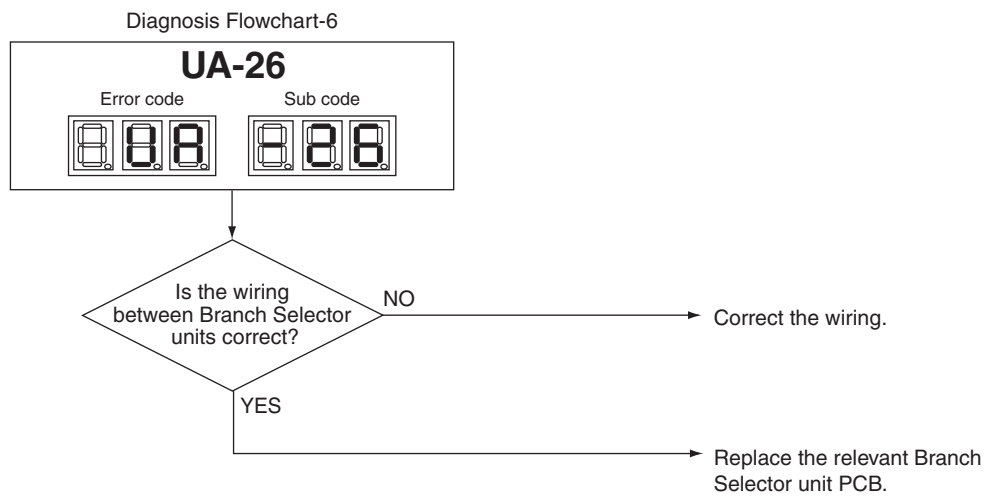 Diagnosis Flowchart-6
UA-26
Error code
Sub code
UA
-26
Is the wiring
between Branch Selector
units correct?
NO
Correct the wiring.
YES
Replace the relevant Branch
Selector unit PCB.